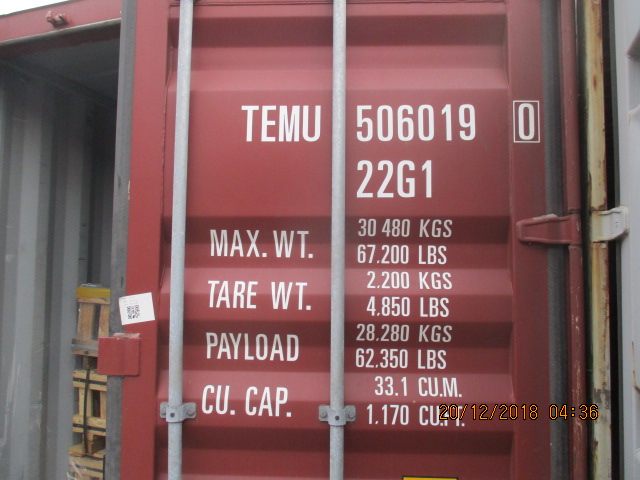 TEMU 506019 0
22G1
MAX. WT. 30 480 KGS
67.200 LBS
TARE WT. 2.200 KGS
4.850 LBS
PAYLOAD 28.280 KGS
62.350 LBS
CU. CAP. 33.1 CU.M.
1.170 CU.FT.
20/12/2018 04:36